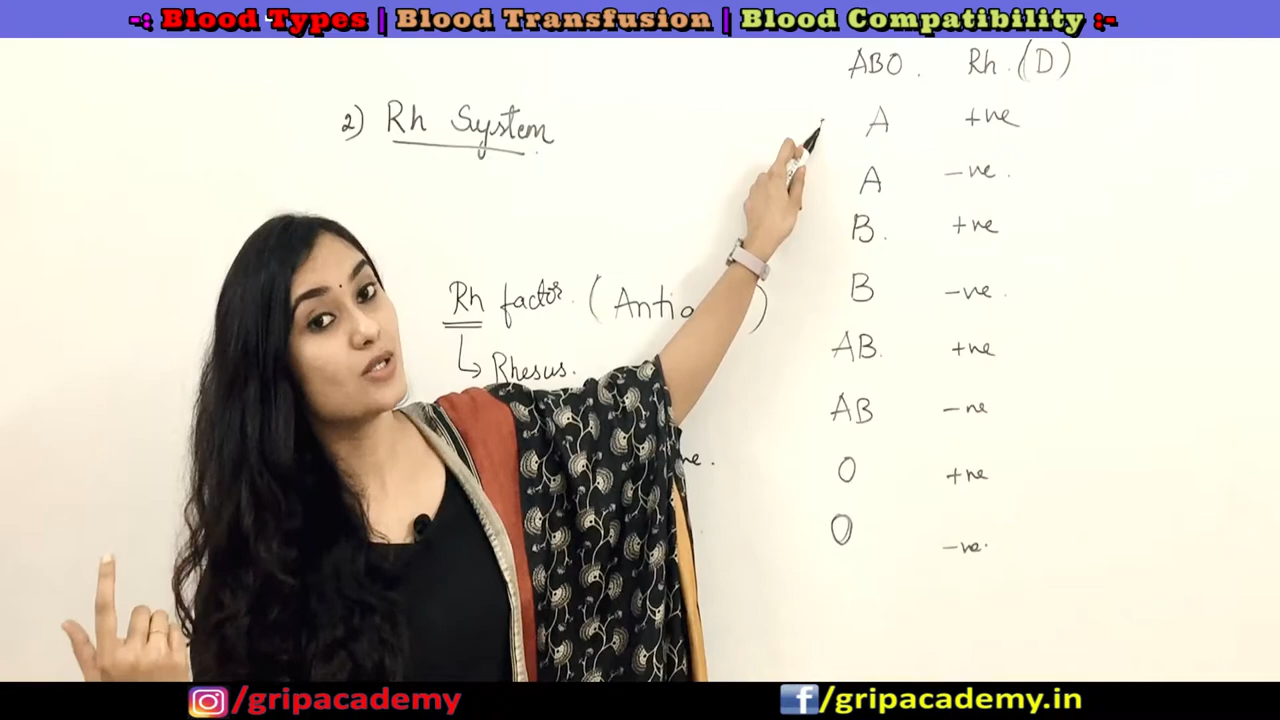 -: Blood Types | Blood Transfusion | Blood Compatibility :-
2) Rh System
Rh factor. (
)
Rhesus.
ABO. Rh. (D)
A +ve
A -ve.
B. +ve
B -ve.
AB. +ve
AB -ve
O +ve
O -ve.
/gripacademy
/gripacademy.in